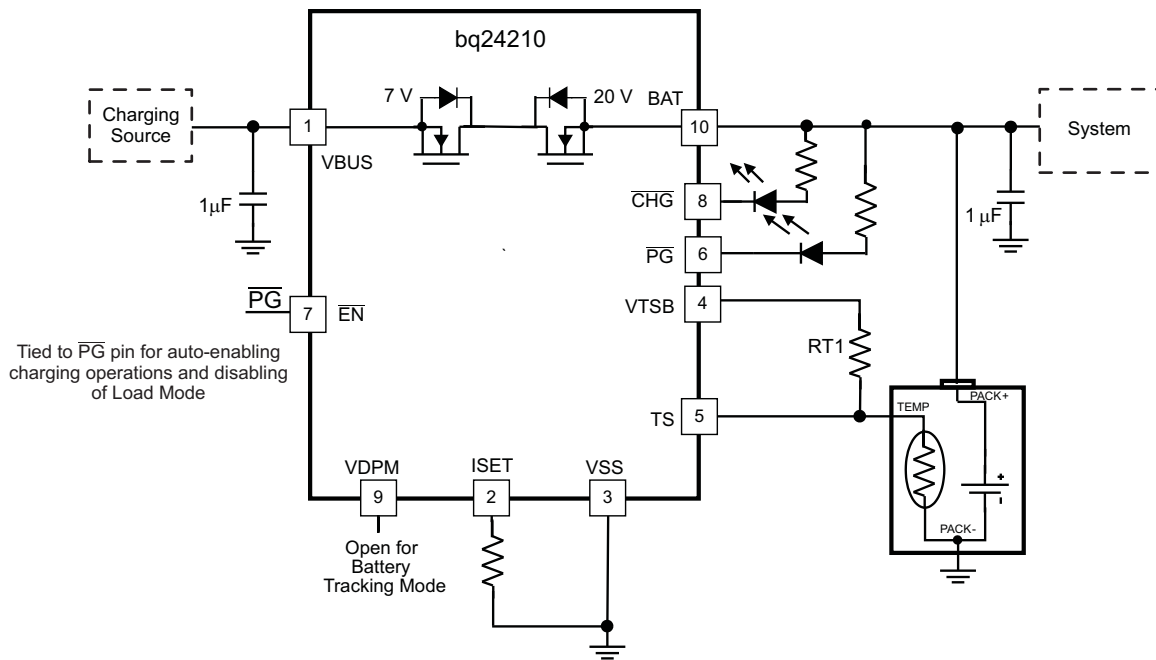 bq24210
7 V
20 V
BAT
Charging
Source
1
10
System
VBUS
1μF
CHG
8
1 μF
PG
6
PG
7
EN
VTSB
4
Tied to PG pin for auto-enabling
charging operations and disabling
of Load Mode
RT1
TS
5
TEMP
PACK+
+
-
PACK-
VDPM
ISET
VSS
9
2
3
Open for
Battery
Tracking Mode